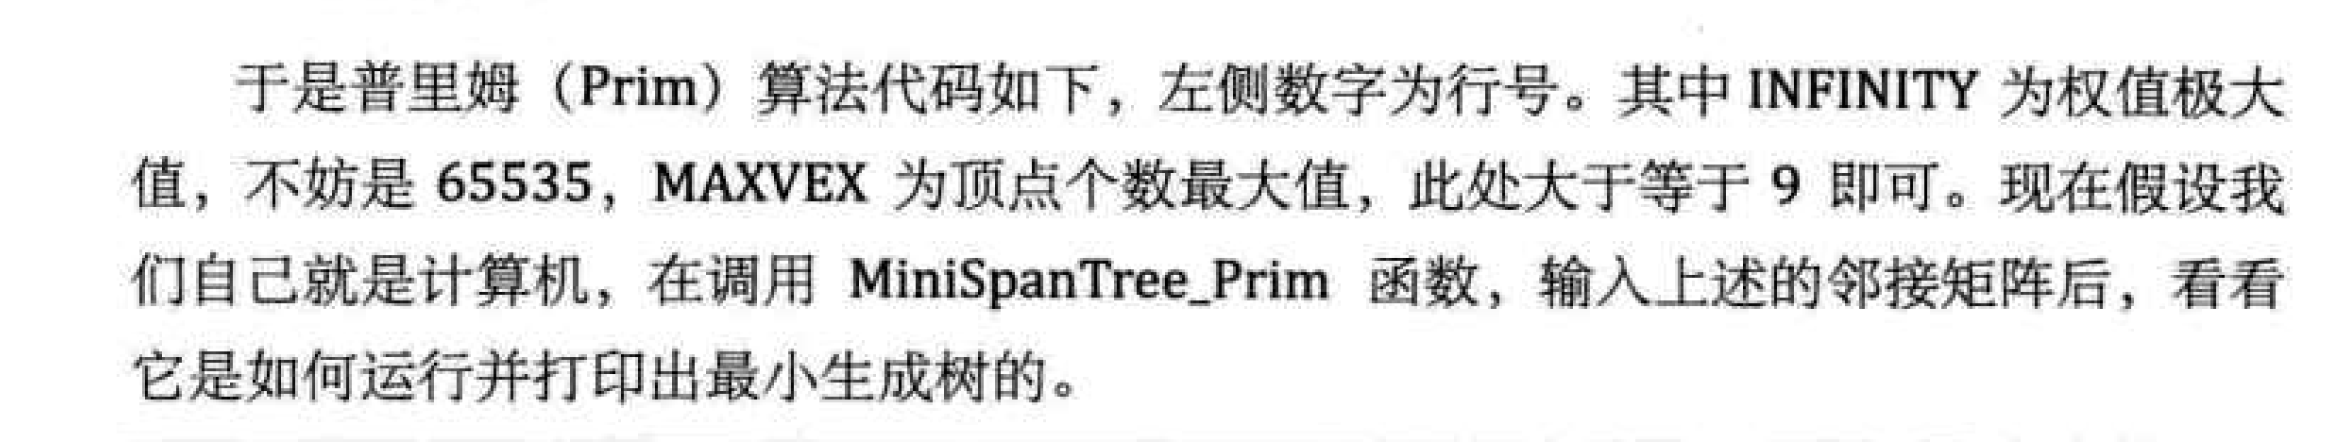 于是普里姆（Prim）算法代码如下，左侧数字为行号。其中 INFINITY 为权值极大
值，不妨是 65535，MAXVEX 为顶点个数最大值，此处大于等于 9 即可。现在假设我
们自己就是计算机，在调用 MiniSpanTree_Prim 函数，输入上述的邻接矩阵后，看看
它是如何运行并打印出最小生成树的。